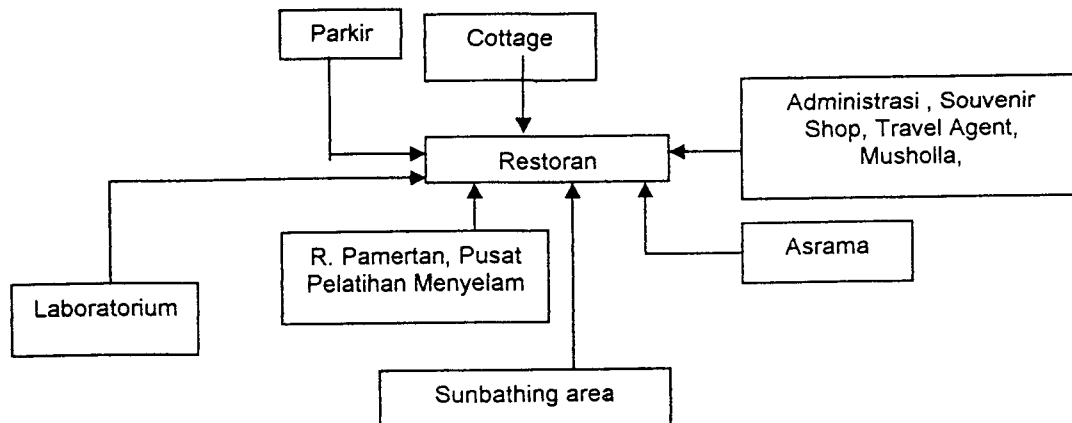 Parkir
Cottage
Administrasi , Souvenir
Shop, Travel Agent,
Musholla,
Restoran
R. Pamertan, Pusat
Pelatihan Menyelam
Asrama
Laboratorium
Sunbathing area